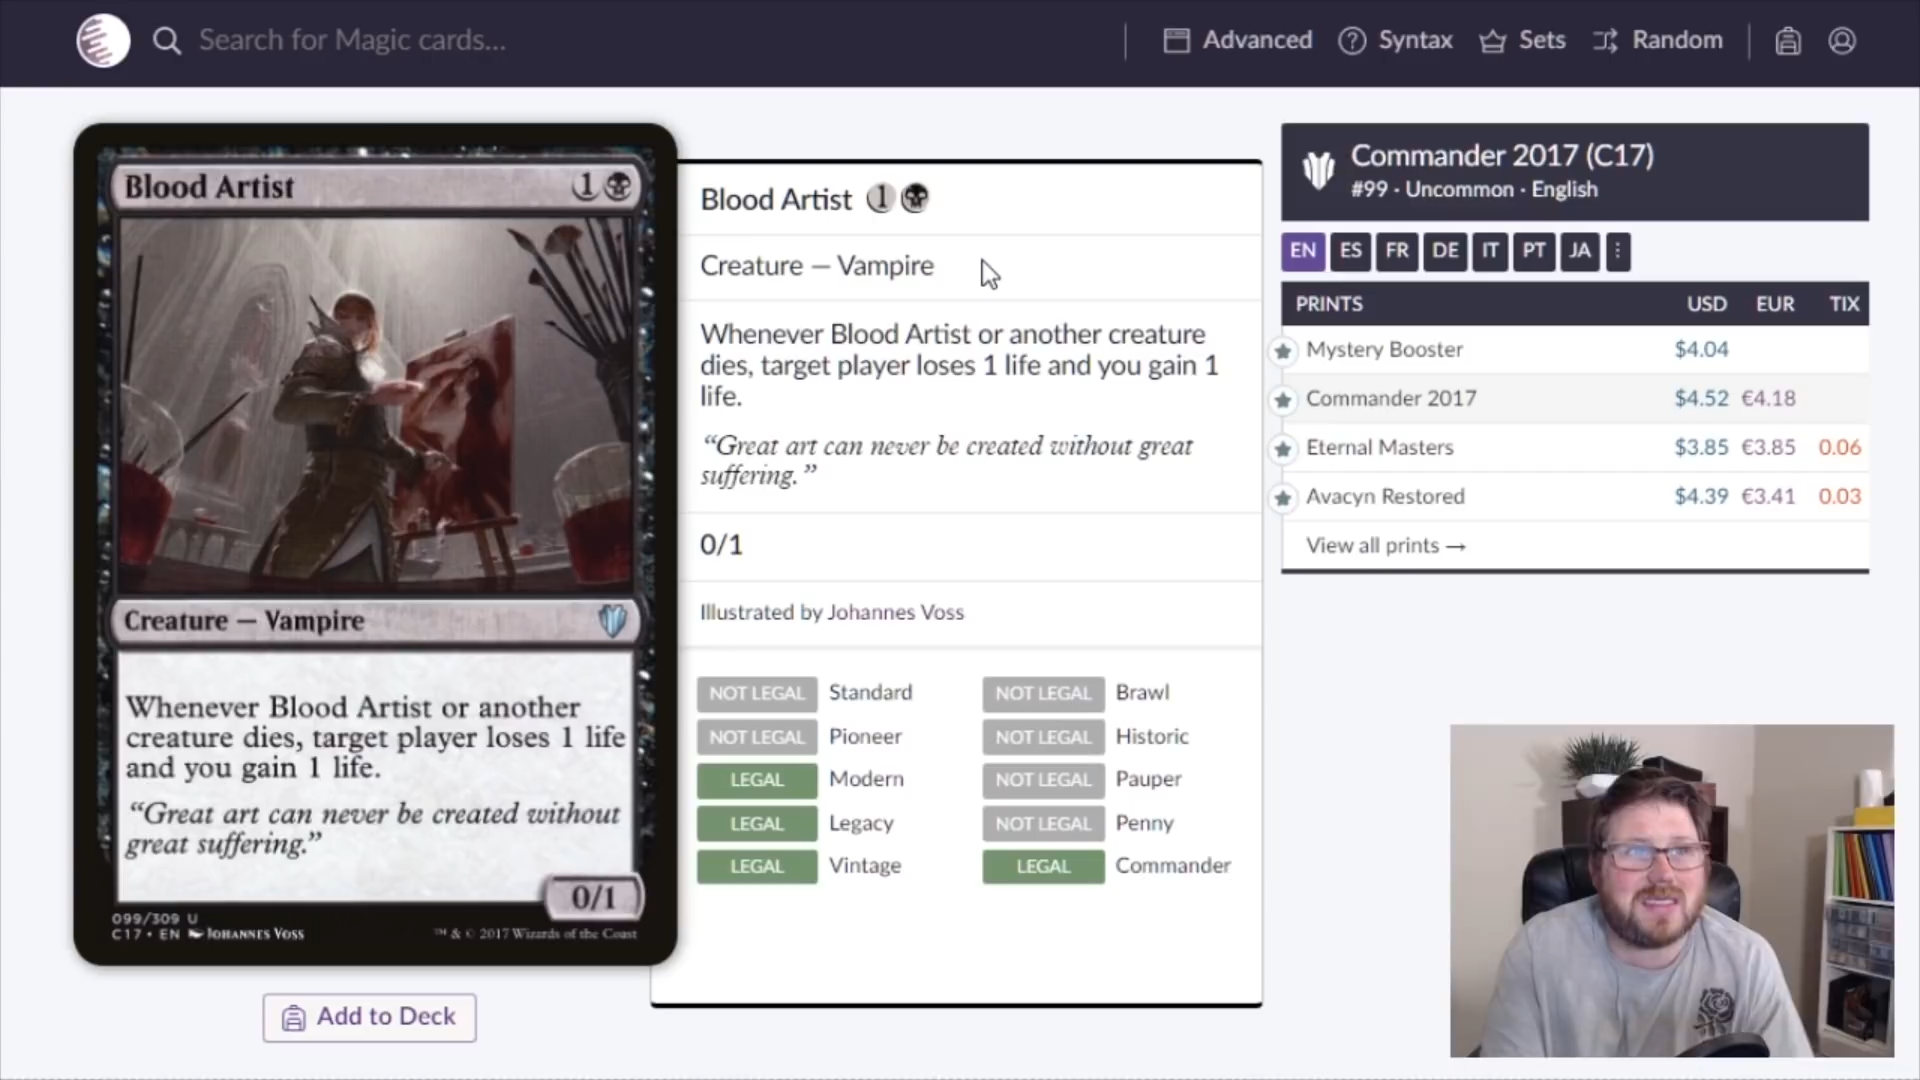 Search for Magic cards...
Advanced
Syntax
Sets
Random
Blood Artist 1
Creature — Vampire
Whenever Blood Artist or another
creature dies, target player loses 1 life
and you gain 1 life.
“Great art can never be created without
great suffering.”
0/1
099/309 U
C17 • EN Johannes Voss
™ & © 2017 Wizards of the Coast
Add to Deck
Blood Artist 1
Creature — Vampire
Whenever Blood Artist or another creature
dies, target player loses 1 life and you gain 1
life.
“Great art can never be created without great
suffering.”
0/1
Illustrated by Johannes Voss
NOT LEGAL Standard NOT LEGAL Brawl
NOT LEGAL Pioneer NOT LEGAL Historic
LEGAL Modern NOT LEGAL Pauper
LEGAL Legacy NOT LEGAL Penny
LEGAL Vintage LEGAL Commander
Commander 2017 (C17)
#99 · Uncommon · English
EN ES FR DE IT PT JA
PRINTS USD EUR TIX
Mystery Booster $4.04
Commander 2017 $4.52 €4.18
Eternal Masters $3.85 €3.85 0.06
Avacyn Restored $4.39 €3.41 0.03
View all prints →